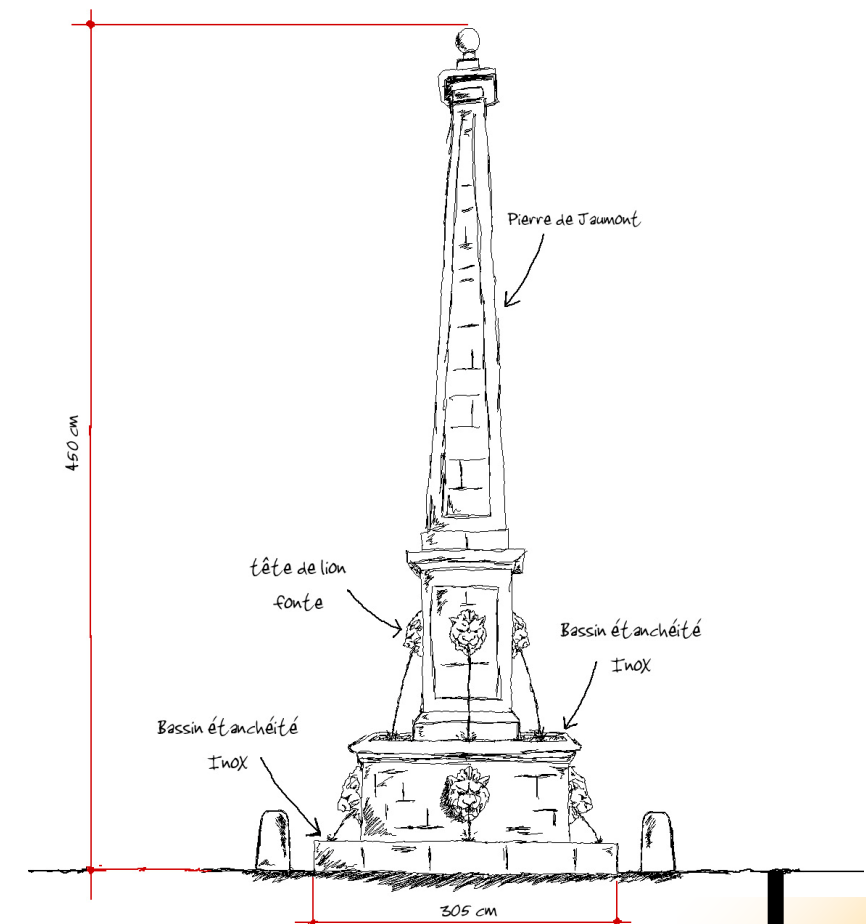 Pierre de Jaumont
450 cm
tête de lion
fonte
Bassin étanchéité
Inox
Bassin étanchéité
Inox
305 cm